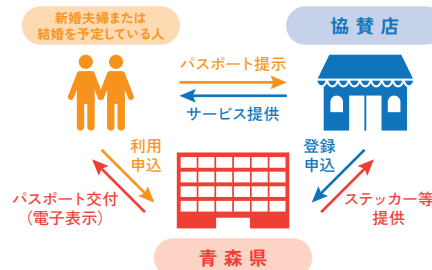 新婚夫婦または
結婚を予定している人
協賛店
パスポート提示
サービス提供
利用
申込
登録
申込
パスポート交付
(電子表示)
ステッカー等
提供
青森県